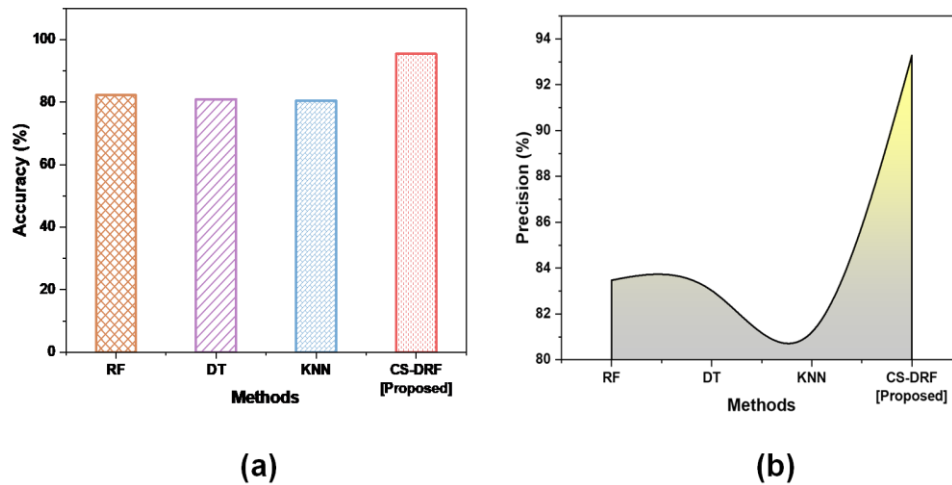 100
80
60
40
20
0
Accuracy (%)
RF DT KNN CS-DRF
[Proposed]
Methods
(a)
94
92
90
88
86
84
82
80
Precision (%)
RF DT KNN CS-DRF
[Proposed]
Methods
(b)